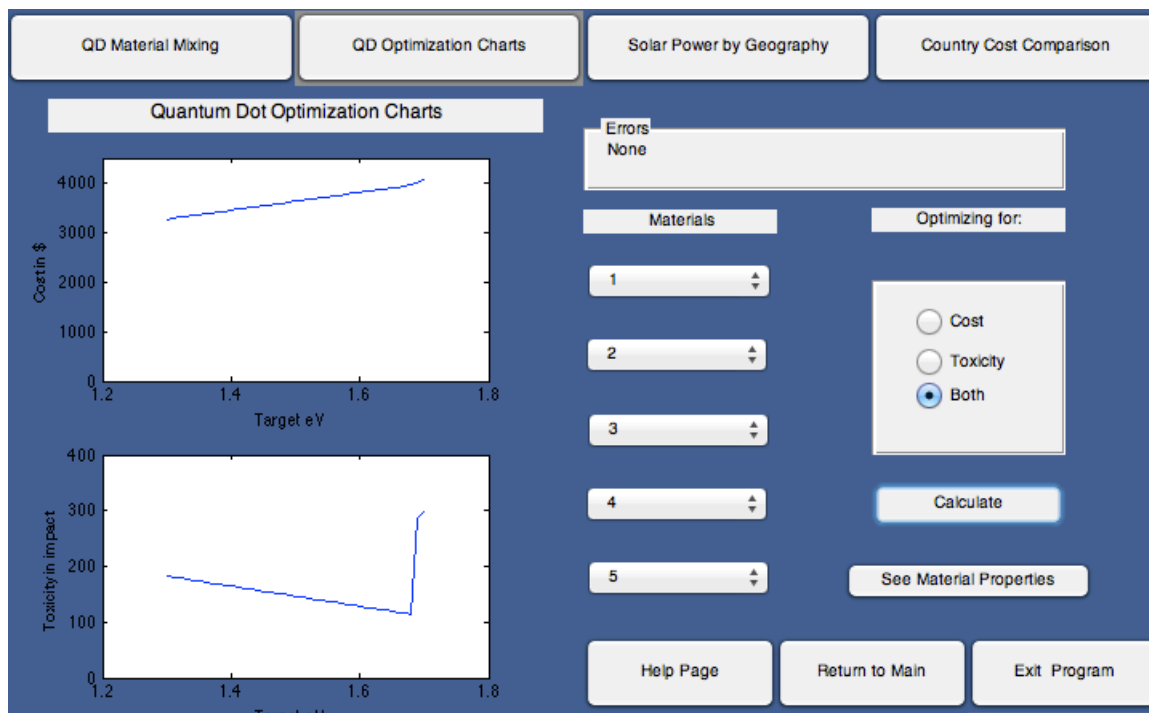 QD Material Mixing
QD Optimization Charts
Solar Power by Geography
Country Cost Comparison
Quantum Dot Optimization Charts
Errors
None
4000
3000
2000
1000
0
Cost in $
1.2
1.4
1.6
1.8
Target eV
400
300
200
100
0
Toxicity in impact
1.2
1.4
1.6
1.8
Materials
1
2
3
4
5
Optimizing for:
Cost
Toxicity
Both
Calculate
See Material Properties
Help Page
Return to Main
Exit Program